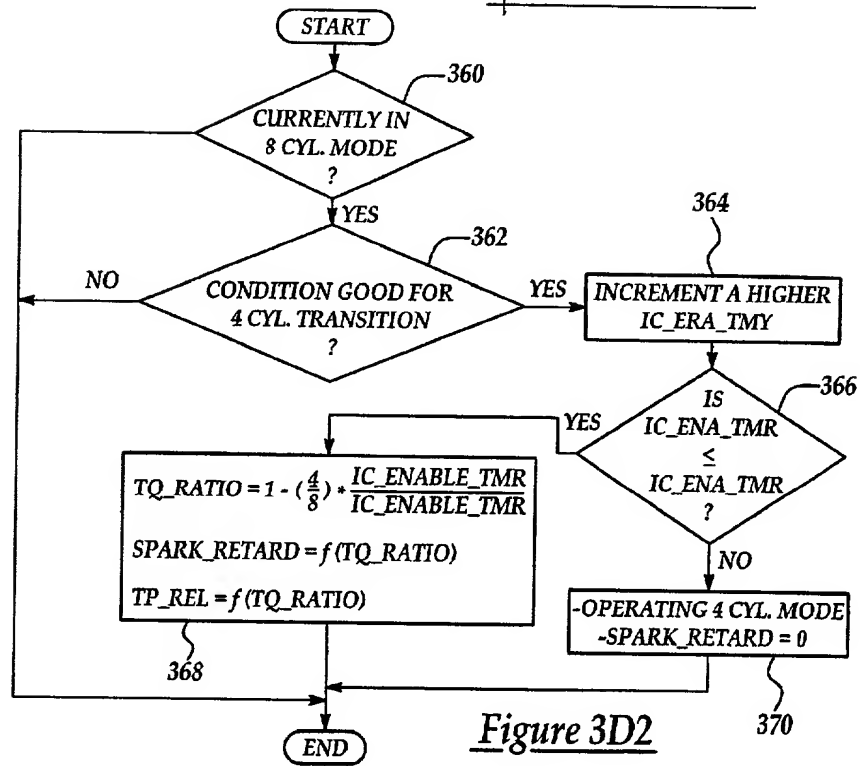 START
360
CURRENTLY IN
8 CYL. MODE
?
YES
362
CONDITION GOOD FOR
4 CYL. TRANSITION
?
NO
YES
364
INCREMENT A HIGHER
IC_ERA_TMY
366
IS
IC_ENA_TMR
≤
IC_ENA_TMR
?
YES
NO
TQ_RATIO = 1 - (4/8) * IC_ENABLE_TMR/IC_ENABLE_TMR
SPARK_RETARD = f (TQ_RATIO)
TP_REL = f (TQ_RATIO)
368
-OPERATING 4 CYL. MODE
-SPARK_RETARD = 0
370
END
Figure 3D2